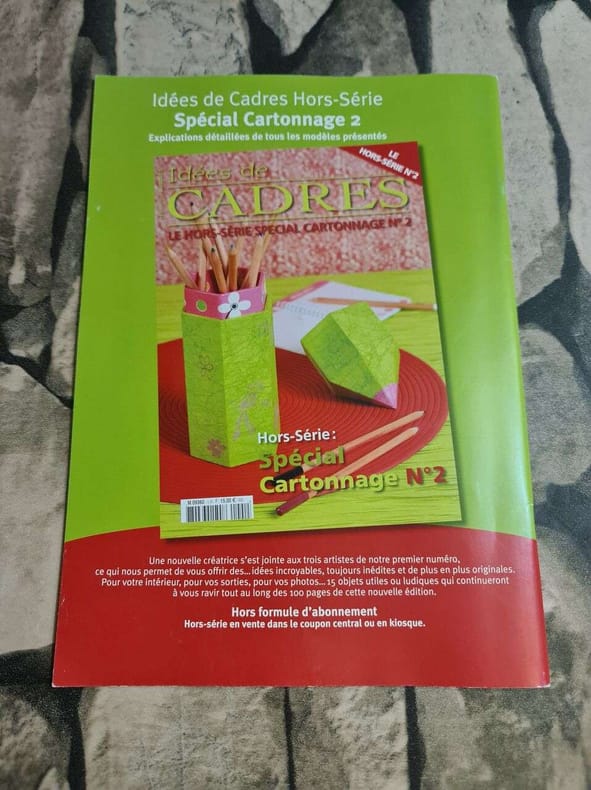 Idées de Cadres Hors-Série
Spécial Cartonnage 2
Explications détaillées de tous les modèles présentés
LE
HORS-SÉRIE N°2
Idées de
CADRES
LE HORS-SÉRIE SPECIAL CARTONNAGE N° 2
Hors-Série :
Spécial
Cartonnage N°2
Une nouvelle créatrice s'est jointe aux trois artistes de notre premier numéro,
ce qui nous permet de vous offrir des...idées incroyables, toujours inédites et de plus en plus originales.
Pour votre intérieur, pour vos sorties, pour vos photos... 15 objets utiles ou ludiques qui continueront
à vous ravir tout au long des 100 pages de cette nouvelle édition.
Hors formule d'abonnement
Hors-série en vente dans le coupon central ou en kiosque.